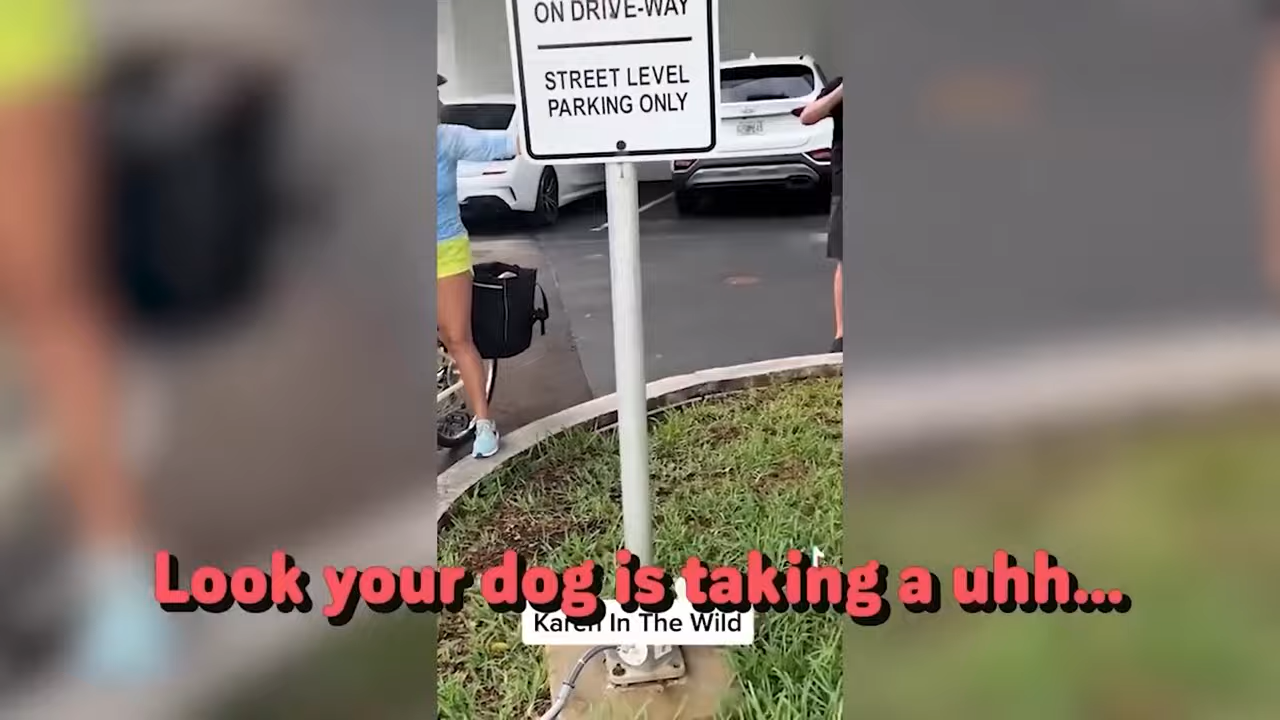 ON DRIVE-WAY
STREET LEVEL
PARKING ONLY
Look your dog is taking a uhh...
Karen In The Wild